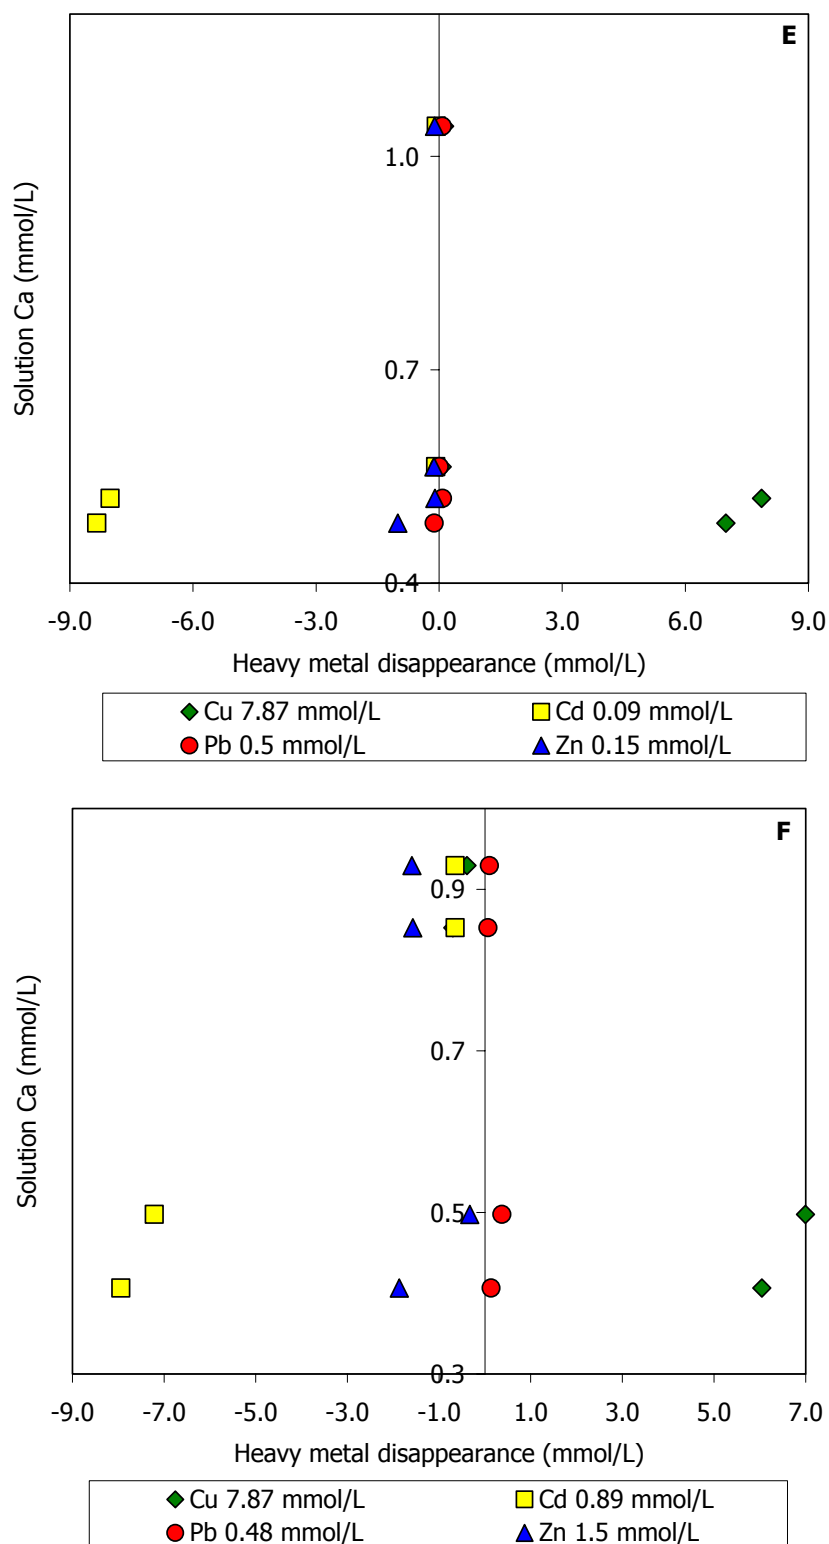 E
1.0
0.7
0.4
Solution Ca (mmol/L)
-9.0 -6.0 -3.0 0.0 3.0 6.0 9.0
Heavy metal disappearance (mmol/L)
Cu 7.87 mmol/L Cd 0.09 mmol/L
Pb 0.5 mmol/L Zn 0.15 mmol/L
F
0.9
0.7
0.5
0.3
Solution Ca (mmol/L)
-9.0 -7.0 -5.0 -3.0 -1.0 1.0 3.0 5.0 7.0
Heavy metal disappearance (mmol/L)
Cu 7.87 mmol/L Cd 0.89 mmol/L
Pb 0.48 mmol/L Zn 1.5 mmol/L